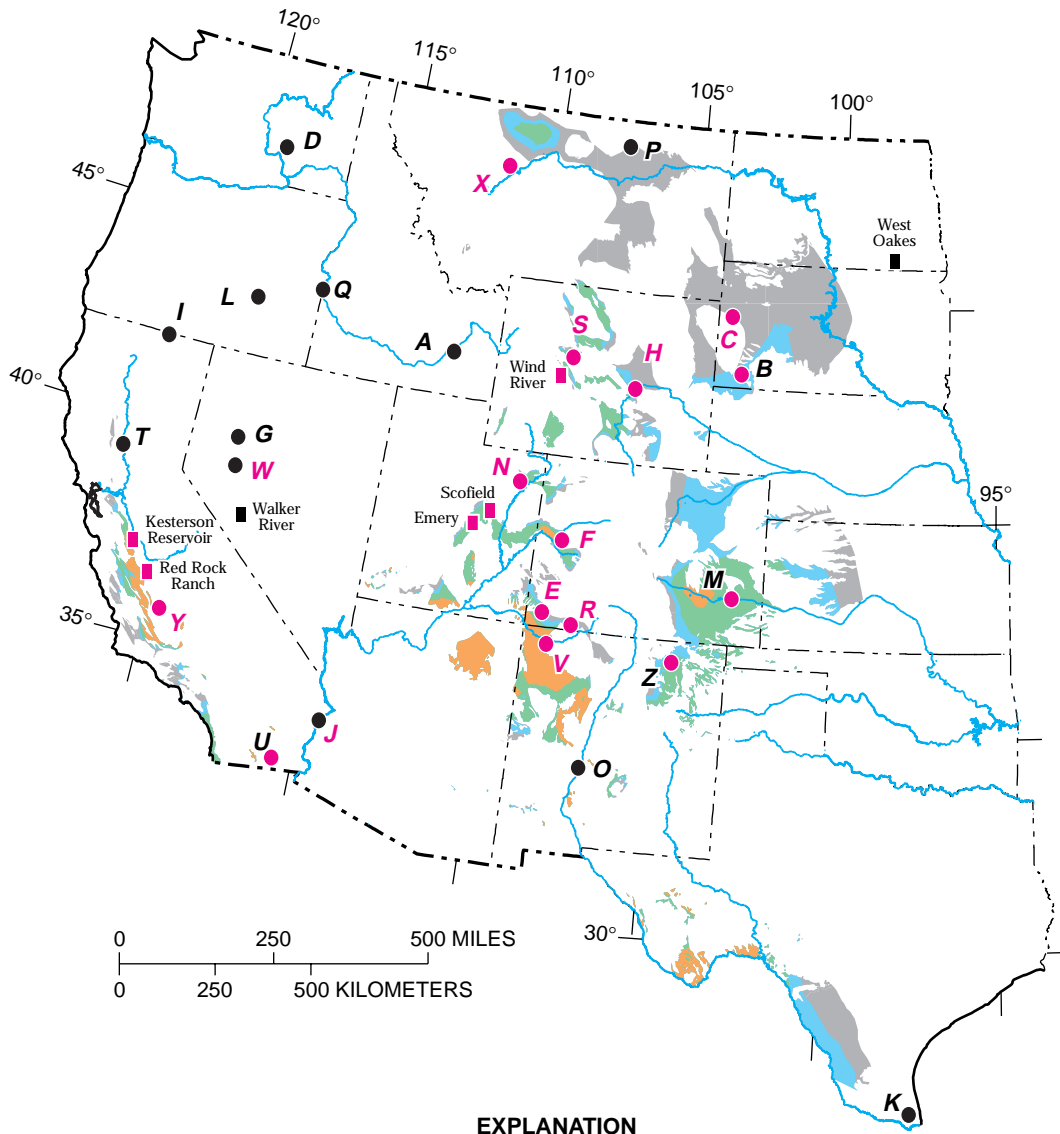 120°
115°
110°
105°
100°
D
P
X
45°
West
Oakes
L
Q
I
S
C
A
H
Wind
River
B
40°
T
G
W
N
Scofield
95°
Emery
Walker
River
Kesterson
Reservoir
F
Red Rock
Ranch
M
E
R
Y
35°
V
Z
J
U
O
30°
0 250 500 MILES
0 250 500 KILOMETERS
K
EXPLANATION